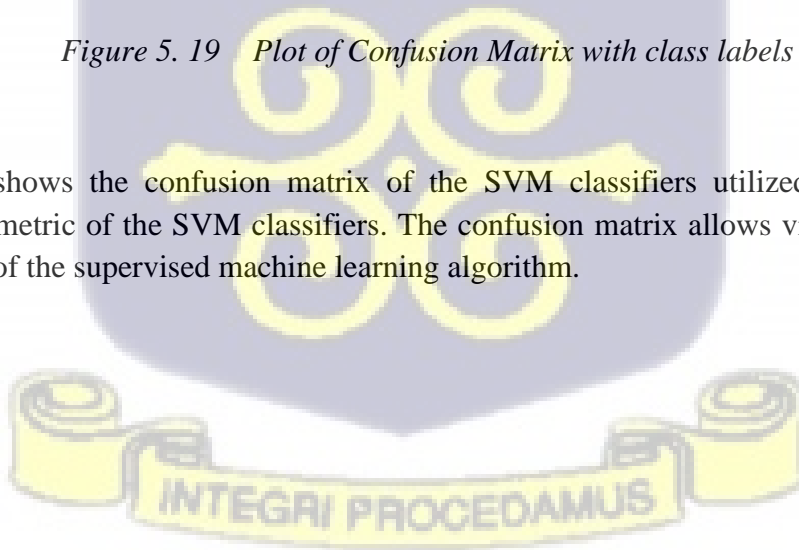 Figure 5. 19 Plot of Confusion Matrix with class labels
shows the confusion matrix of the SVM classifiers utilized
metric of the SVM classifiers. The confusion matrix allows
of the supervised machine learning algorithm.
INTEGRI PROCEDAMUS